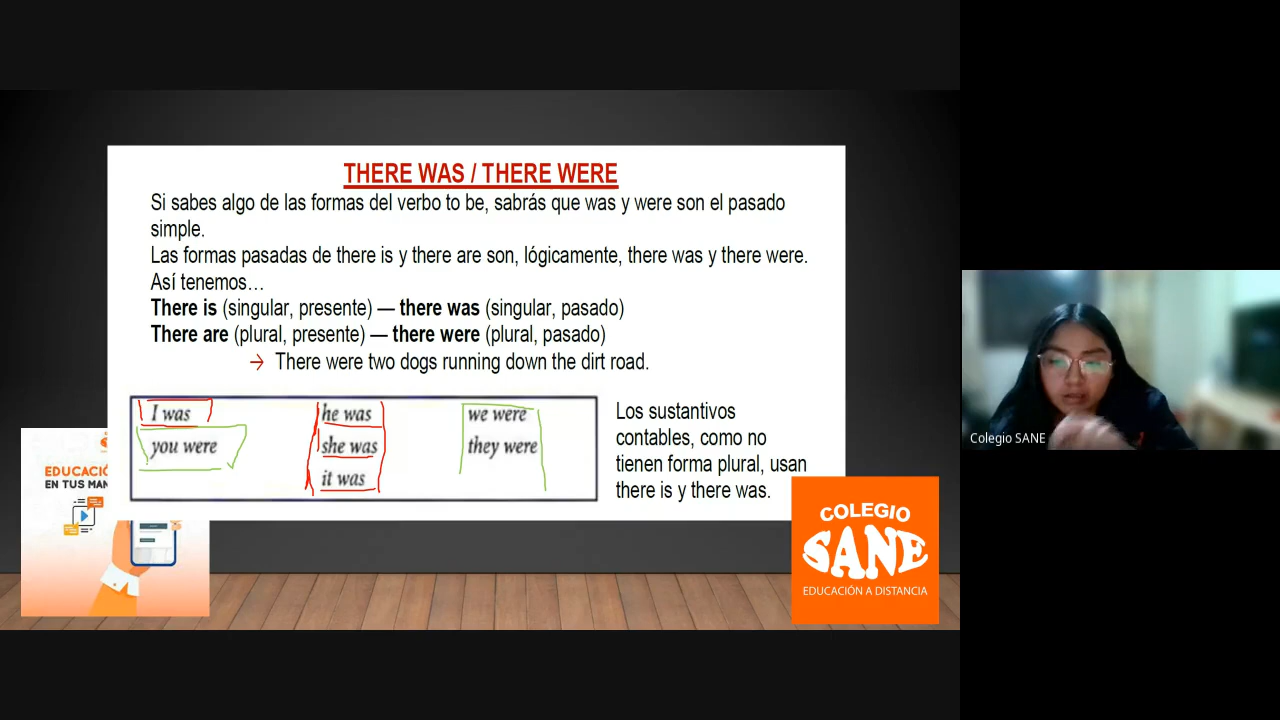 THERE WAS / THERE WERE
Si sabes algo de las formas del verbo to be, sabrás que was y were son el pasado
simple.
Las formas pasadas de there is y there are son, lógicamente, there was y there were.
Así tenemos…
There is (singular, presente) — there was (singular, pasado)
There are (plural, presente) — there were (plural, pasado)
→ There were two dogs running down the dirt road.
I was he was we were
you were she was they were
it was
Los sustantivos
contables, como no
tienen forma plural, usan
there is y there was.
EDUCACIÓ
EN TUS MAN
COLEGIO
SANE
EDUCACIÓN A DISTANCIA
Colegio SANE